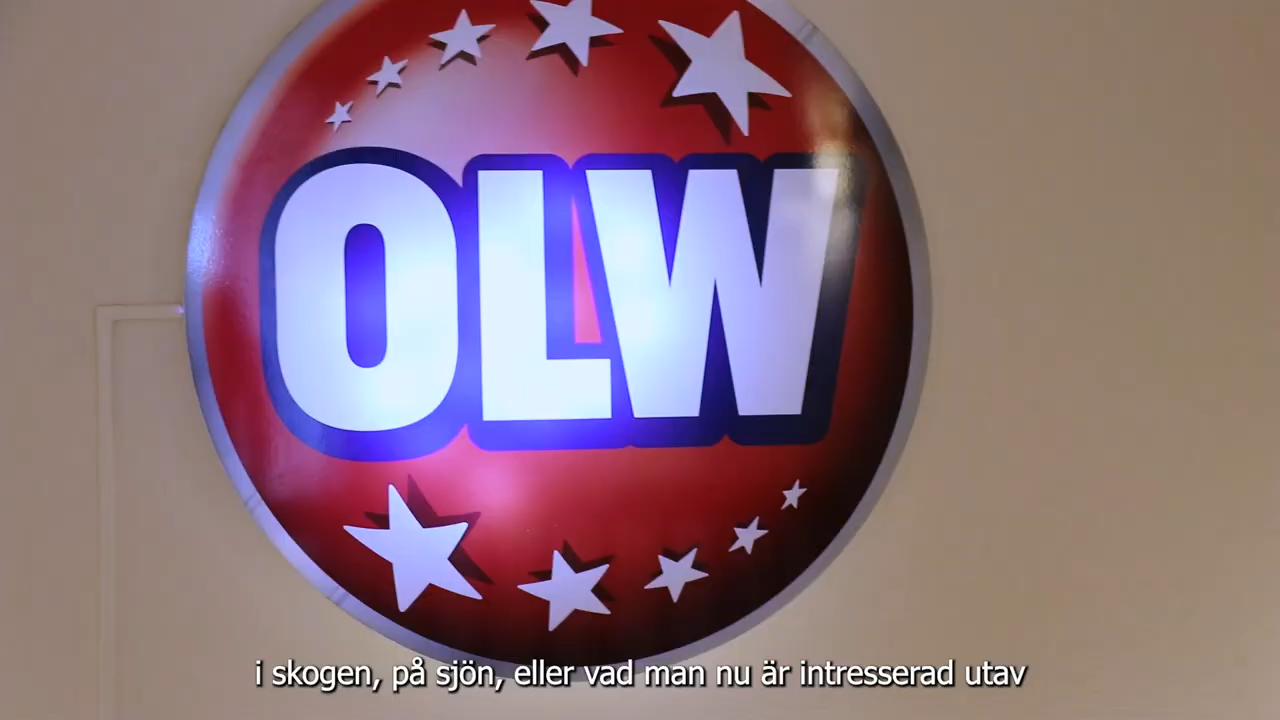 OLW
i skogen, på sjön, eller vad man nu är intresserad utav